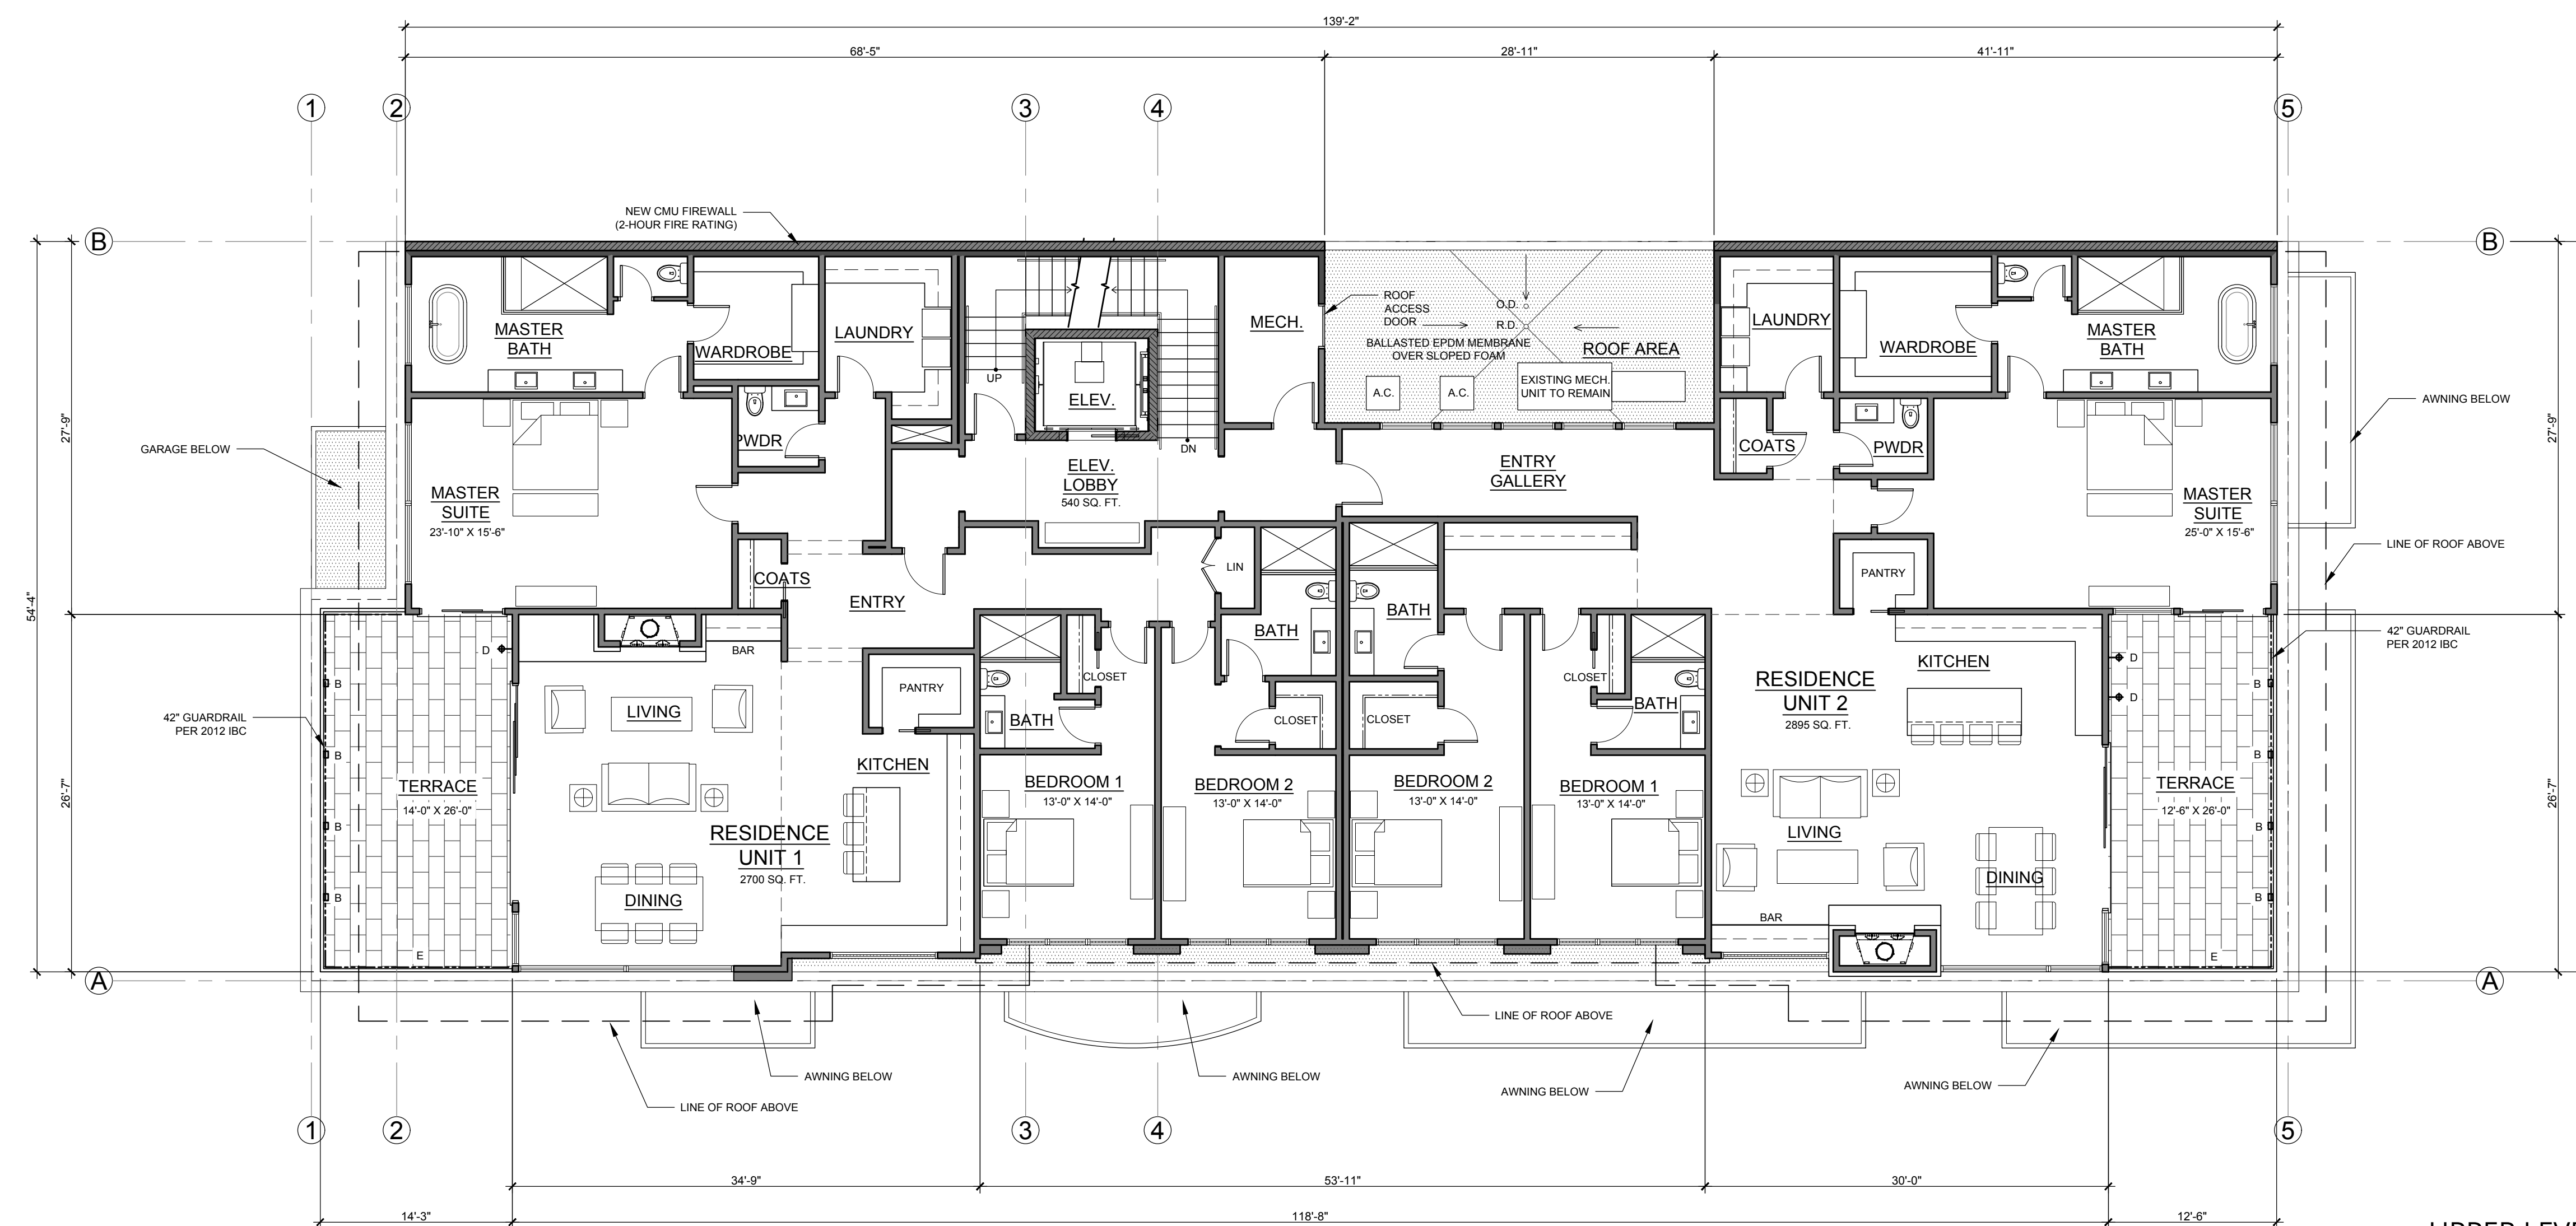 139'-2"
68'-5"
28'-11"
41'-11"
1
2
3
4
5
NEW CMU FIREWALL
(2-HOUR FIRE RATING)
B
B
MASTER
BATH
WARDROBE
LAUNDRY
UP
ELEV.
DN
MECH.
ROOF
ACCESS
DOOR
O.D.
R.D.
BALLASTED EPDM MEMBRANE
OVER SLOPED FOAM
ROOF AREA
A.C.
A.C.
EXISTING MECH.
UNIT TO REMAIN
LAUNDRY
WARDROBE
MASTER
BATH
AWNING BELOW
27'-9"
54'-4"
GARAGE BELOW
PWDR
MASTER
SUITE
23'-10" X 15'-6"
ELEV.
LOBBY
540 SQ. FT.
ENTRY
GALLERY
COATS
PWDR
MASTER
SUITE
25'-0" X 15'-6"
27'-9"
LINE OF ROOF ABOVE
COATS
ENTRY
LIN
BATH
BATH
PANTRY
42" GUARDRAIL
PER 2012 IBC
D
BAR
B
B
B
B
42" GUARDRAIL
PER 2012 IBC
26'-7"
TERRACE
14'-0" X 26'-0"
E
LIVING
PANTRY
KITCHEN
RESIDENCE
UNIT 1
2700 SQ. FT.
DINING
BATH
CLOSET
CLOSET
CLOSET
CLOSET
BATH
BEDROOM 1
13'-0" X 14'-0"
BEDROOM 2
13'-0" X 14'-0"
BEDROOM 2
13'-0" X 14'-0"
BEDROOM 1
13'-0" X 14'-0"
RESIDENCE
UNIT 2
2895 SQ. FT.
KITCHEN
LIVING
DINING
BAR
D
D
B
B
B
B
TERRACE
12'-6" X 26'-0"
E
26'-7"
A
A
LINE OF ROOF ABOVE
AWNING BELOW
AWNING BELOW
AWNING BELOW
AWNING BELOW
LINE OF ROOF ABOVE
1
2
3
4
5
34'-9"
53'-11"
30'-0"
14'-3"
118'-8"
12'-6"